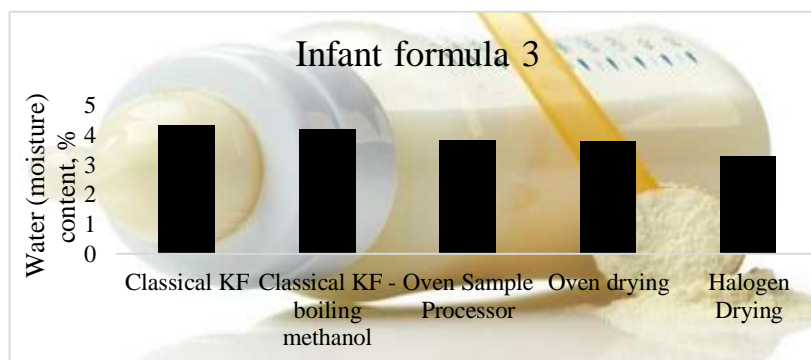 Infant formula 3
Water (moisture)
content, %
5
4
3
2
1
0
Classical KF
Classical KF -
boiling
methanol
Oven Sample
Processor
Oven drying
Halogen
Drying